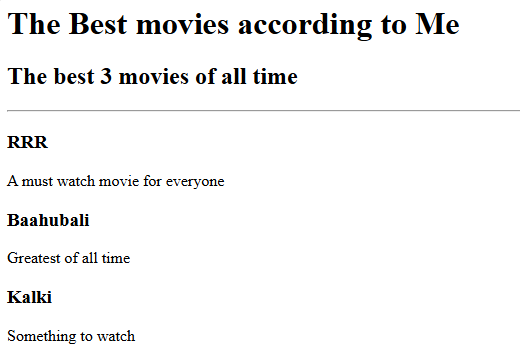 The Best movies according to Me
The best 3 movies of all time
RRR
A must watch movie for everyone
Baahubali
Greatest of all time
Kalki
Something to watch